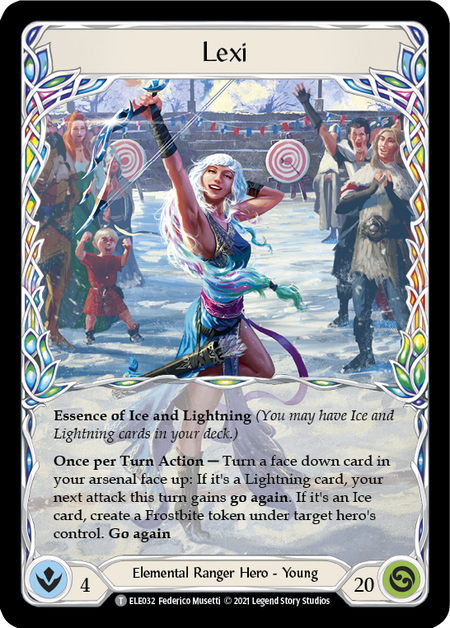 Lexi
Essence of Ice and Lightning (You may have Ice and
Lightning cards in your deck.)
Once per Turn Action — Turn a face down card in
your arsenal face up: If it's a Lightning card, your
next attack this turn gains go again. If it's an Ice
card, create a Frostbite token under target hero's
control. Go again
4
Elemental Ranger Hero - Young
20
T ELE032 Federico Musetti © 2021 Legend Story Studios